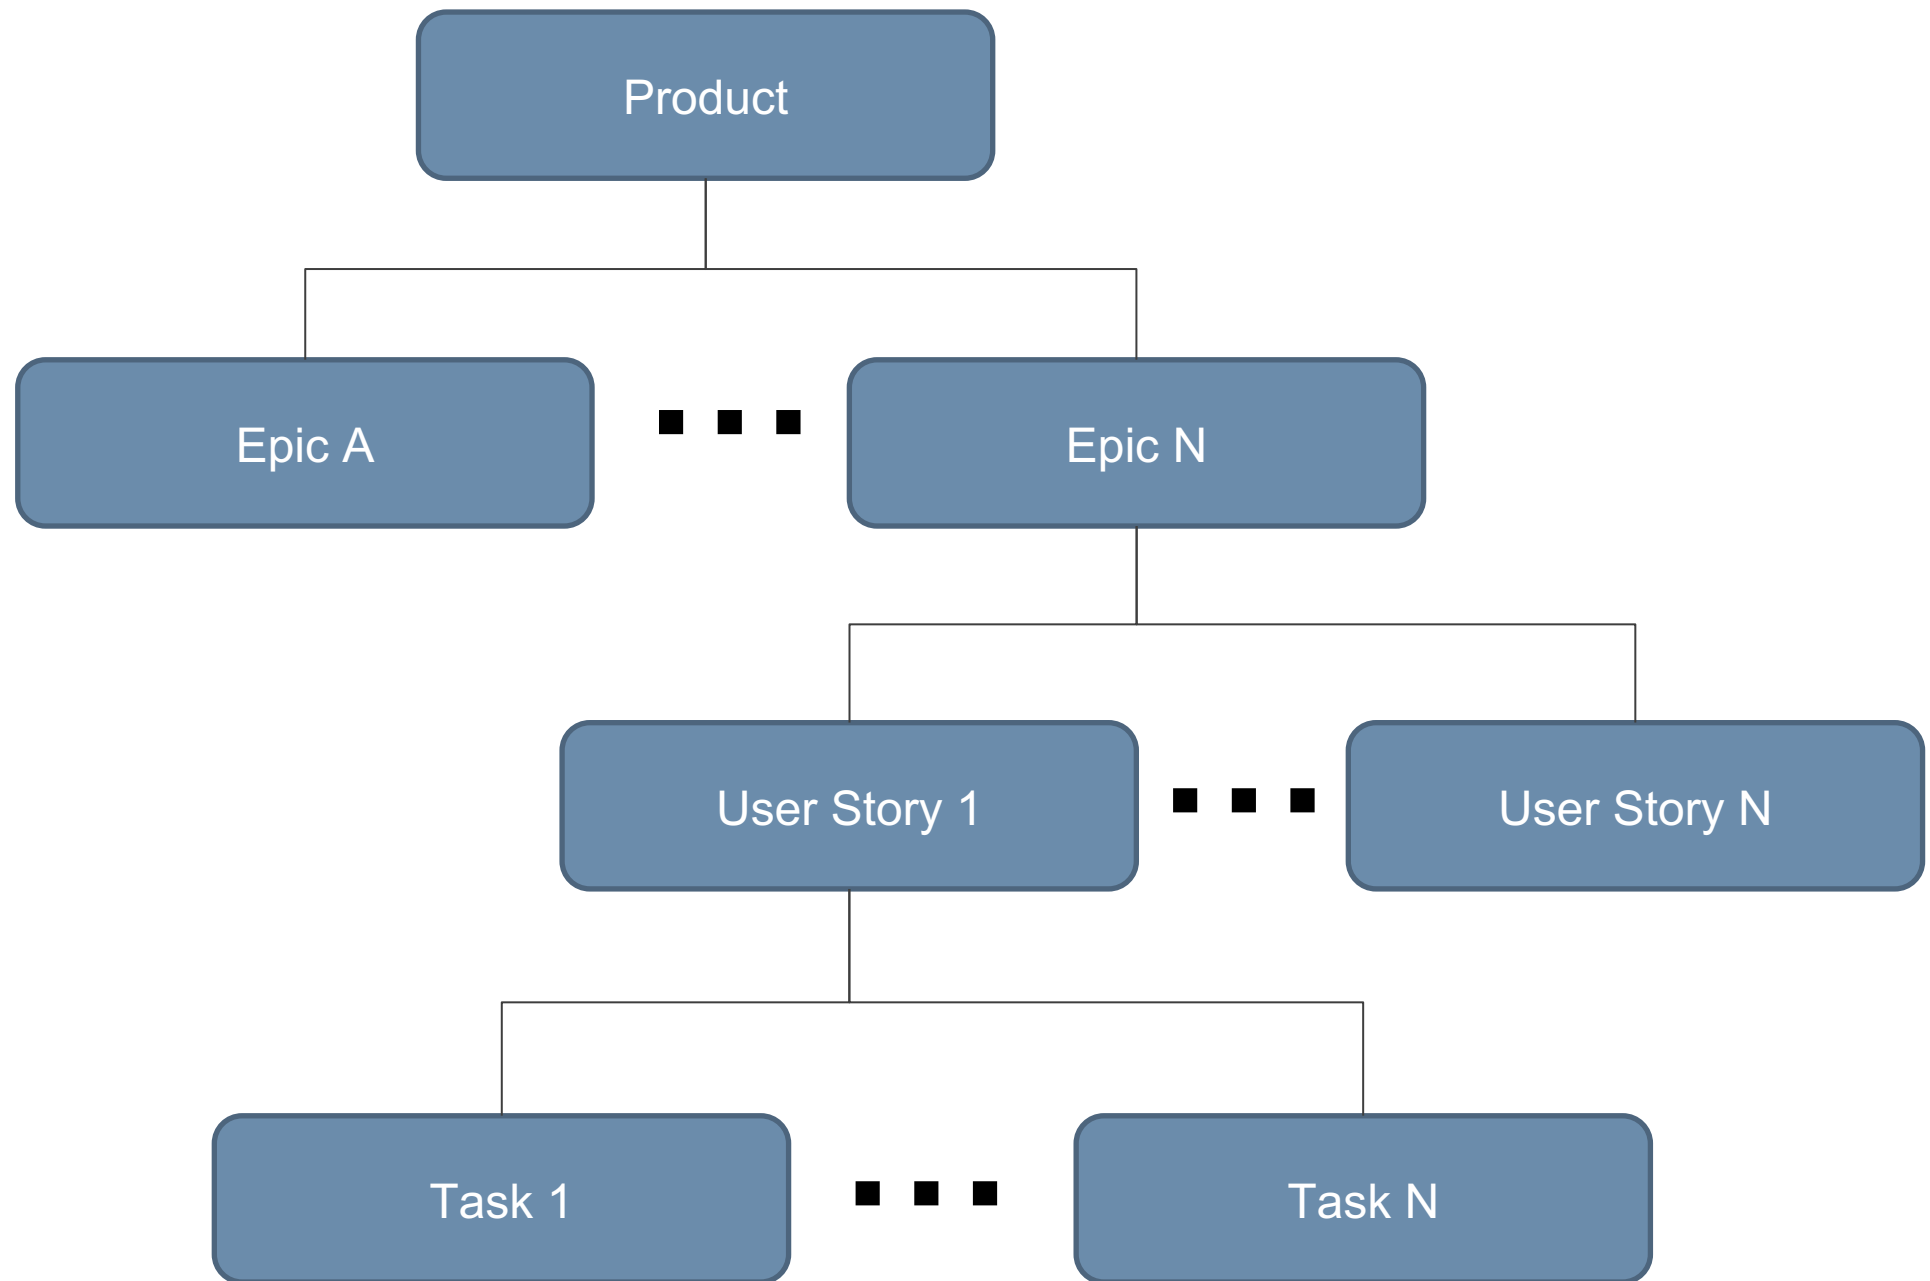 Product
Epic A
Epic N
User Story 1
User Story N
Task 1
Task N